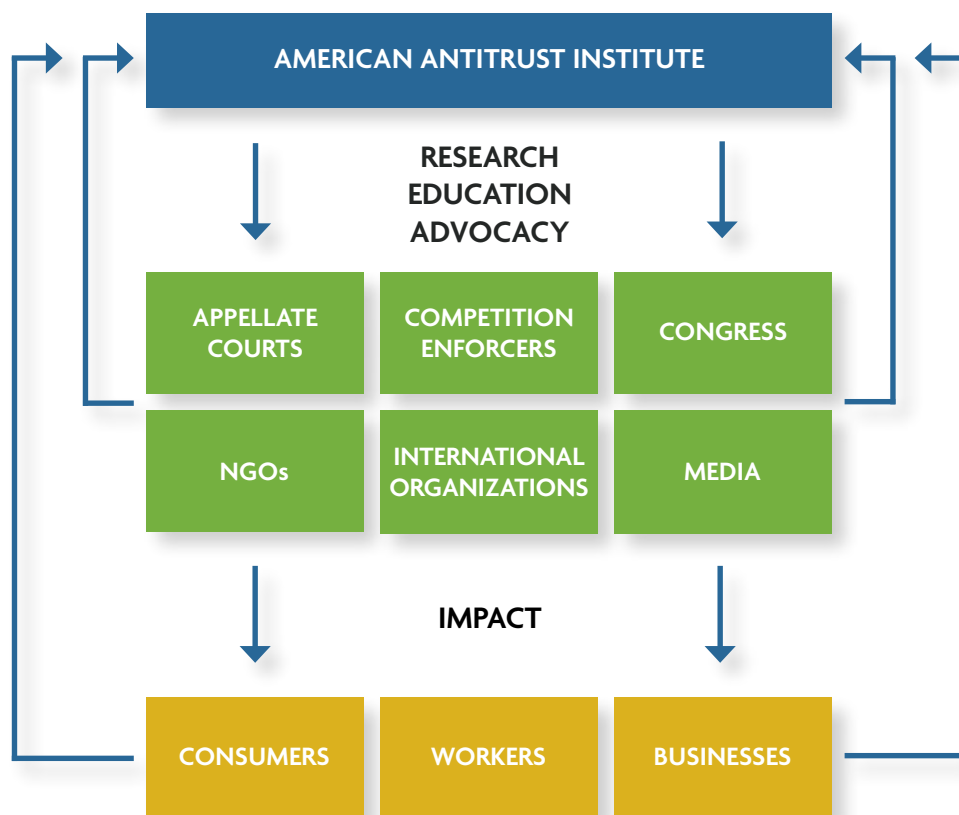 AMERICAN ANTITRUST INSTITUTE
RESEARCH
EDUCATION
ADVOCACY
APPELLATE
COURTS
COMPETITION
ENFORCERS
CONGRESS
NGOs
INTERNATIONAL
ORGANIZATIONS
MEDIA
IMPACT
CONSUMERS
WORKERS
BUSINESSES